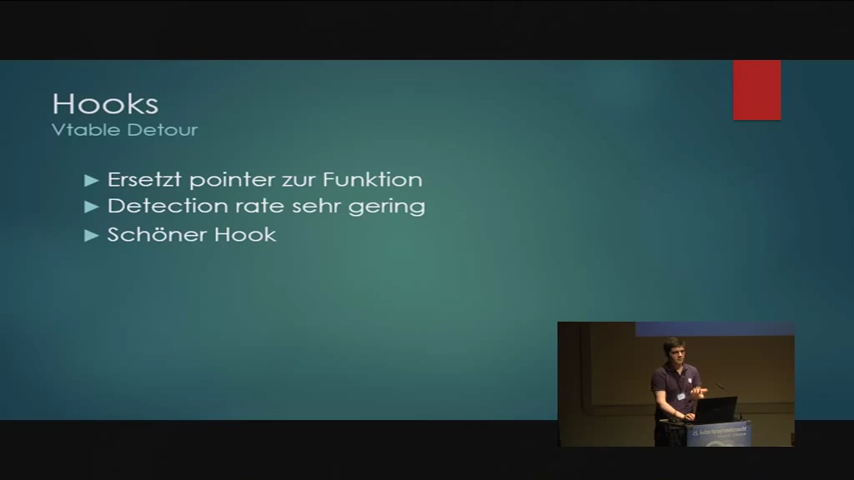 Hooks
Vtable Detour
Ersetzt pointer zur Funktion
Detection rate sehr gering
Schöner Hook